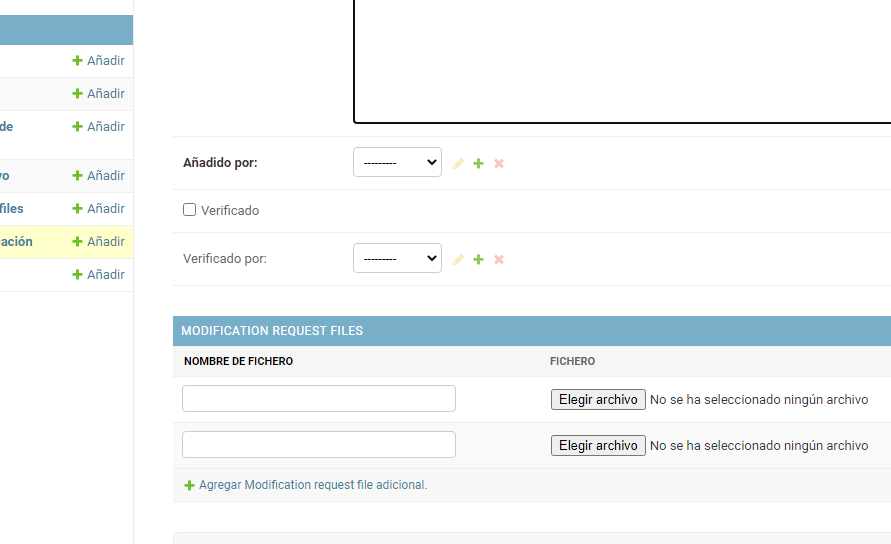 Añadir
Añadir
de Añadir
vo Añadir
files Añadir
ación Añadir
Añadir
Añadido por: ---------
Verificado
Verificado por: ---------
MODIFICATION REQUEST FILES
NOMBRE DE FICHERO FICHERO
Elegir archivo No se ha seleccionado ningún archivo
Elegir archivo No se ha seleccionado ningún archivo
Agregar Modification request file adicional.